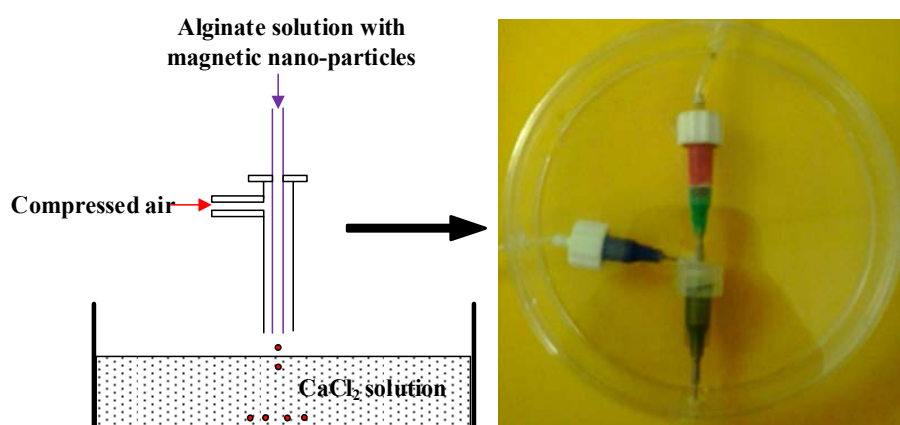 Alginate solution with
magnetic nano-particles
Compressed air
CaCl₂ solution